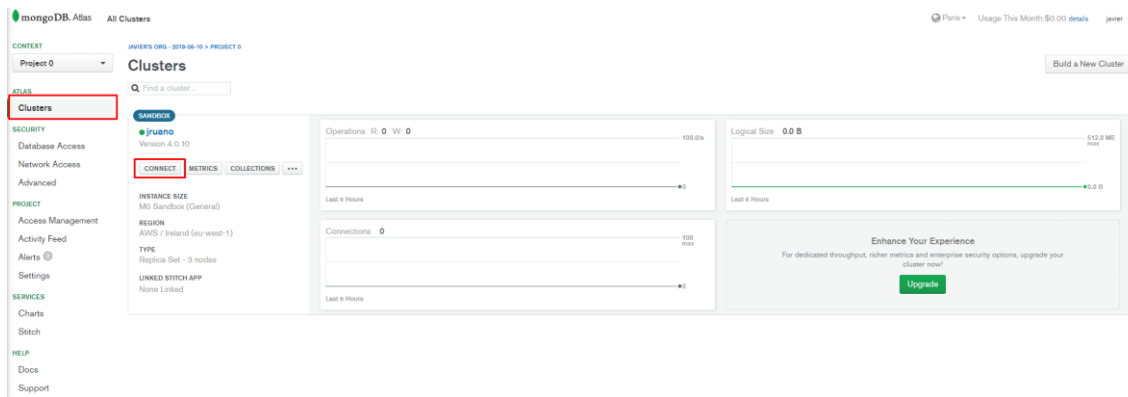 mongoDB. Atlas All Clusters
Paris Usage This Month:$0.00 details javier
CONTEXT
Project 0
ATLAS
Clusters
SECURITY
Database Access
Network Access
Advanced
PROJECT
Access Management
Activity Feed
Alerts 0
Settings
SERVICES
Charts
Stitch
HELP
Docs
Support
JAVIER'S ORG - 2019-06-10 > PROJECT 0
Clusters
Build a New Cluster
Find a cluster...
SANDBOX
jruano
Version 4.0.10
CONNECT METRICS COLLECTIONS •••
INSTANCE SIZE
M0 Sandbox (General)
REGION
AWS / Ireland (eu-west-1)
TYPE
Replica Set - 3 nodes
LINKED STITCH APP
None Linked
Operations R: 0 W: 0
100.0/s
0
Last 6 Hours
Connections 0
100
max
0
Last 6 Hours
Logical Size 0.0 B
512.0 MB
max
0.0 B
Last 6 Hours
Enhance Your Experience
For dedicated throughput, richer metrics and enterprise security options, upgrade your
cluster now!
Upgrade